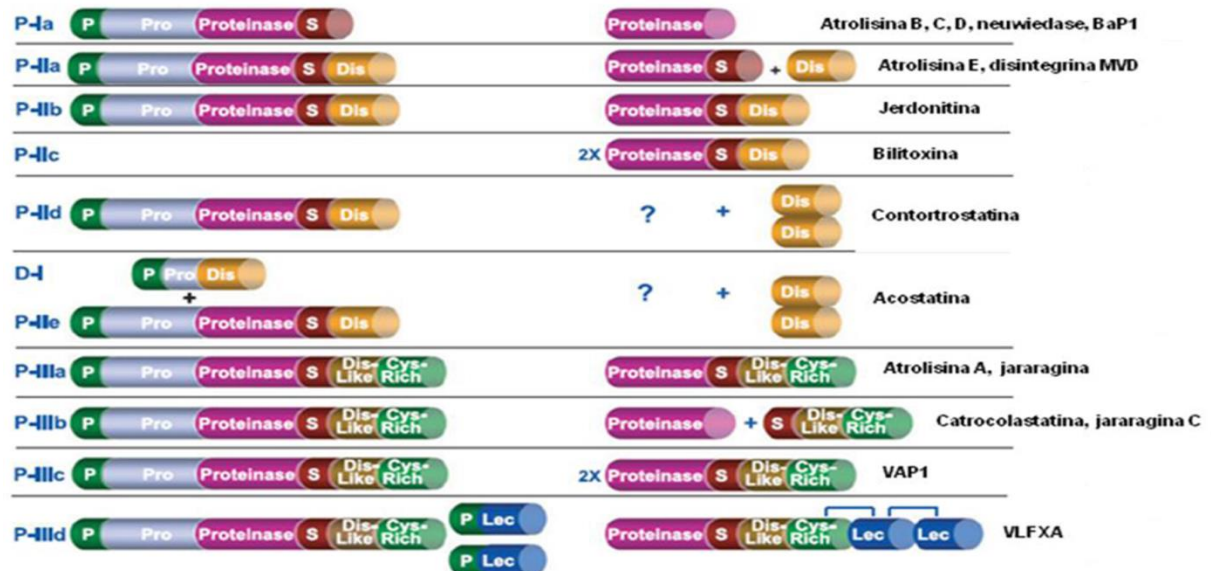 P-Ia P Pro Proteinase S Proteinase Atrolisina B, C, D, neuwiedase, BaP1
P-IIa P Pro Proteinase S Dis Proteinase S + Dis Atrolisina E, disintegrina MVD
P-IIb P Pro Proteinase S Dis Proteinase S Dis Jerdonitina
P-IIc 2X Proteinase S Dis Bilitoxina
P-IId P Pro Proteinase S Dis ? + Dis Dis Contortrostatina
D-I P Pro Dis
+ ? + Dis Dis Acostatina
P-IIe P Pro Proteinase S Dis
P-IIIa P Pro Proteinase S Dis-Like Cys-Rich Proteinase S Dis-Like Cys-Rich Atrolisina A, jararagina
P-IIIb P Pro Proteinase S Dis-Like Cys-Rich Proteinase + S Dis-Like Cys-Rich Catrocolastatina, jararagina C
P-IIIc P Pro Proteinase S Dis-Like Cys-Rich 2X Proteinase S Dis-Like Cys-Rich VAP1
P-IIId P Pro Proteinase S Dis-Like Cys-Rich P Lec P Lec Proteinase S Dis-Like Cys-Rich Lec Lec VLFXA